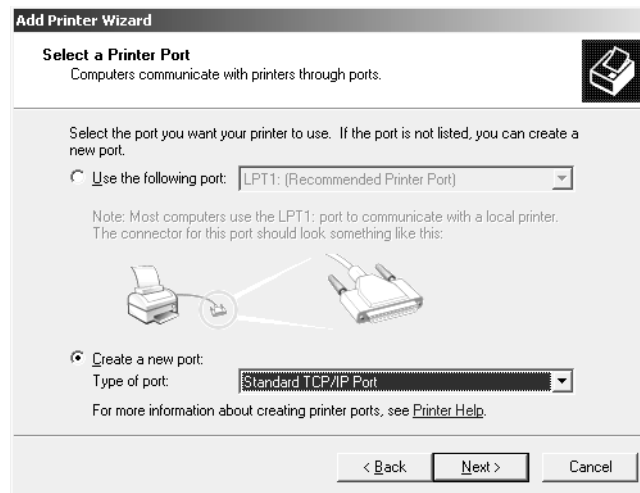 Add Printer Wizard
Select a Printer Port
Computers communicate with printers through ports.
Select the port you want your printer to use. If the port is not listed, you can create a
new port.
Use the following port: LPT1: (Recommended Printer Port)
Note: Most computers use the LPT1: port to communicate with a local printer.
The connector for this port should look something like this:
Create a new port:
Type of port: Standard TCP/IP Port
For more information about creating printer ports, see Printer Help.
< Back Next > Cancel